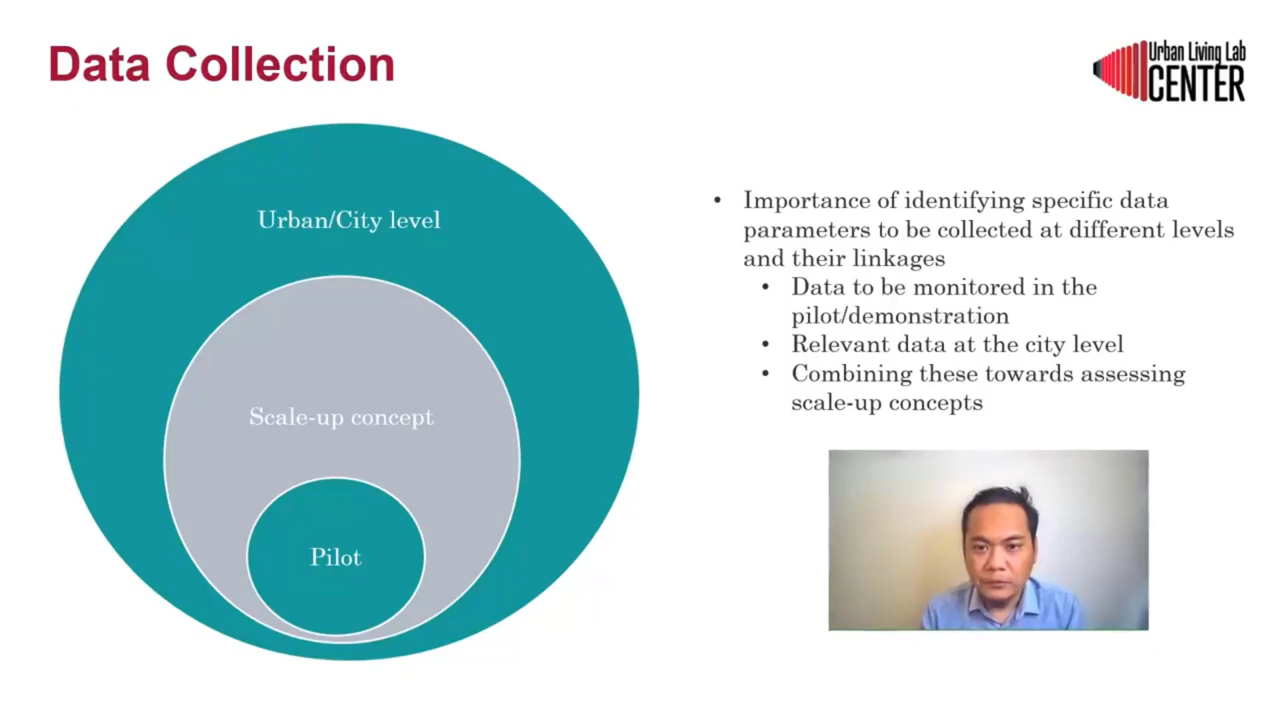 Data Collection
Urban Living Lab
CENTER
Urban/City level
Scale-up concept
Pilot
• Importance of identifying specific data
parameters to be collected at different levels
and their linkages
• Data to be monitored in the
pilot/demonstration
• Relevant data at the city level
• Combining these towards assessing
scale-up concepts